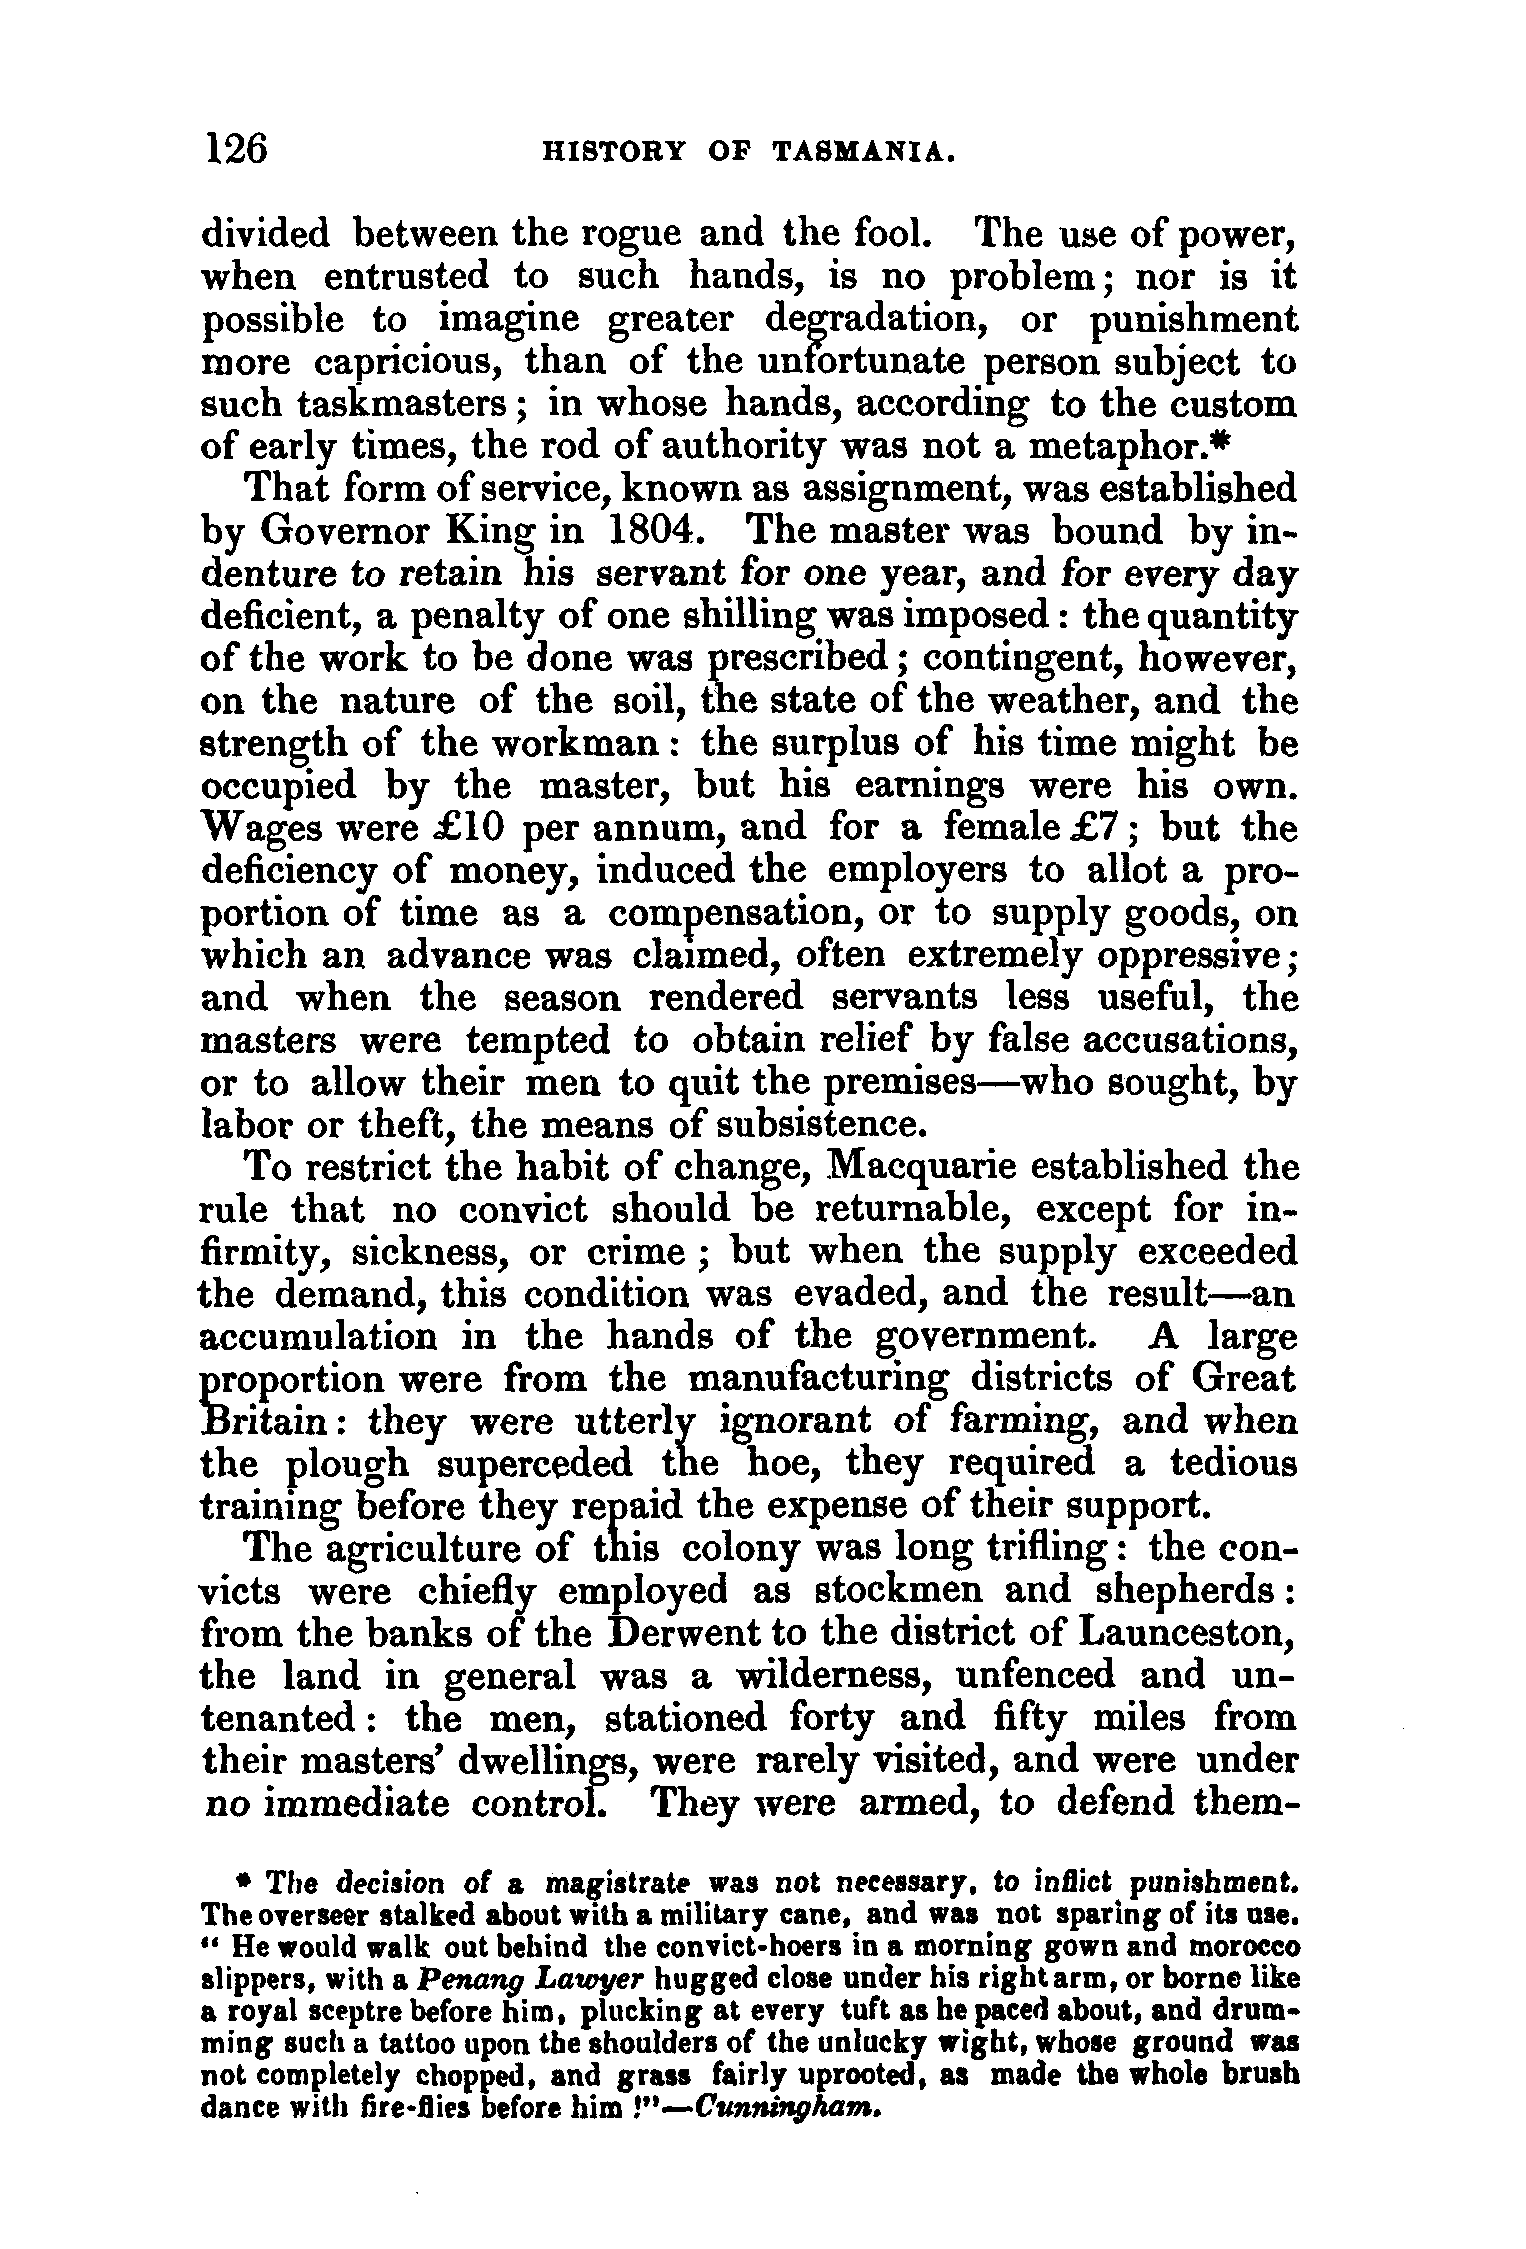 126 HISTORY OF TASMANIA.
divided between the rogue and the fool. The use of power,
when entrusted to such hands, is no problem; nor is it
possible to imagine greater degradation, or punishment
more capricious, than of the unfortunate person subject to
such taskmasters; in whose hands, according to the custom
of early times, the rod of authority was not a metaphor.*
That form of service, known as assignment, was established
by Governor King in 1804. The master was bound by in-
denture to retain his servant for one year, and for every day
deficient, a penalty of one shilling was imposed: the quantity
of the work to be done was prescribed; contingent, however,
on the nature of the soil, the state of the weather, and the
strength of the workman: the surplus of his time might be
occupied by the master, but his earnings were his own.
Wages were £10 per annum, and for a female £7; but the
deficiency of money, induced the employers to allot a pro-
portion of time as a compensation, or to supply goods, on
which an advance was claimed, often extremely oppressive;
and when the season rendered servants less useful, the
masters were tempted to obtain relief by false accusations,
or to allow their men to quit the premises—who sought, by
labor or theft, the means of subsistence.
To restrict the habit of change, Macquarie established the
rule that no convict should be returnable, except for in-
firmity, sickness, or crime; but when the supply exceeded
the demand, this condition was evaded, and the result—an
accumulation in the hands of the government. A large
proportion were from the manufacturing districts of Great
Britain: they were utterly ignorant of farming, and when
the plough superceded the hoe, they required a tedious
training before they repaid the expense of their support.
The agriculture of this colony was long trifling: the con-
victs were chiefly employed as stockmen and shepherds:
from the banks of the Derwent to the district of Launceston,
the land in general was a wilderness, unfenced and un-
tenanted: the men, stationed forty and fifty miles from
their masters' dwellings, were rarely visited, and were under
no immediate control. They were armed, to defend them-
* The decision of a magistrate was not necessary, to inflict punishment.
The overseer stalked about with a military cane, and was not sparing of its use.
"He would walk out behind the convict-hoers in a morning gown and morocco
slippers, with a Penang Lawyer hugged close under his right arm, or borne like
a royal sceptre before him, plucking at every tuft as he paced about, and drum-
ming such a tattoo upon the shoulders of the unlucky wight, whose ground was
not completely chopped, and grass fairly uprooted, as made the whole brush
dance with fire-flies before him!"—Cunningham.